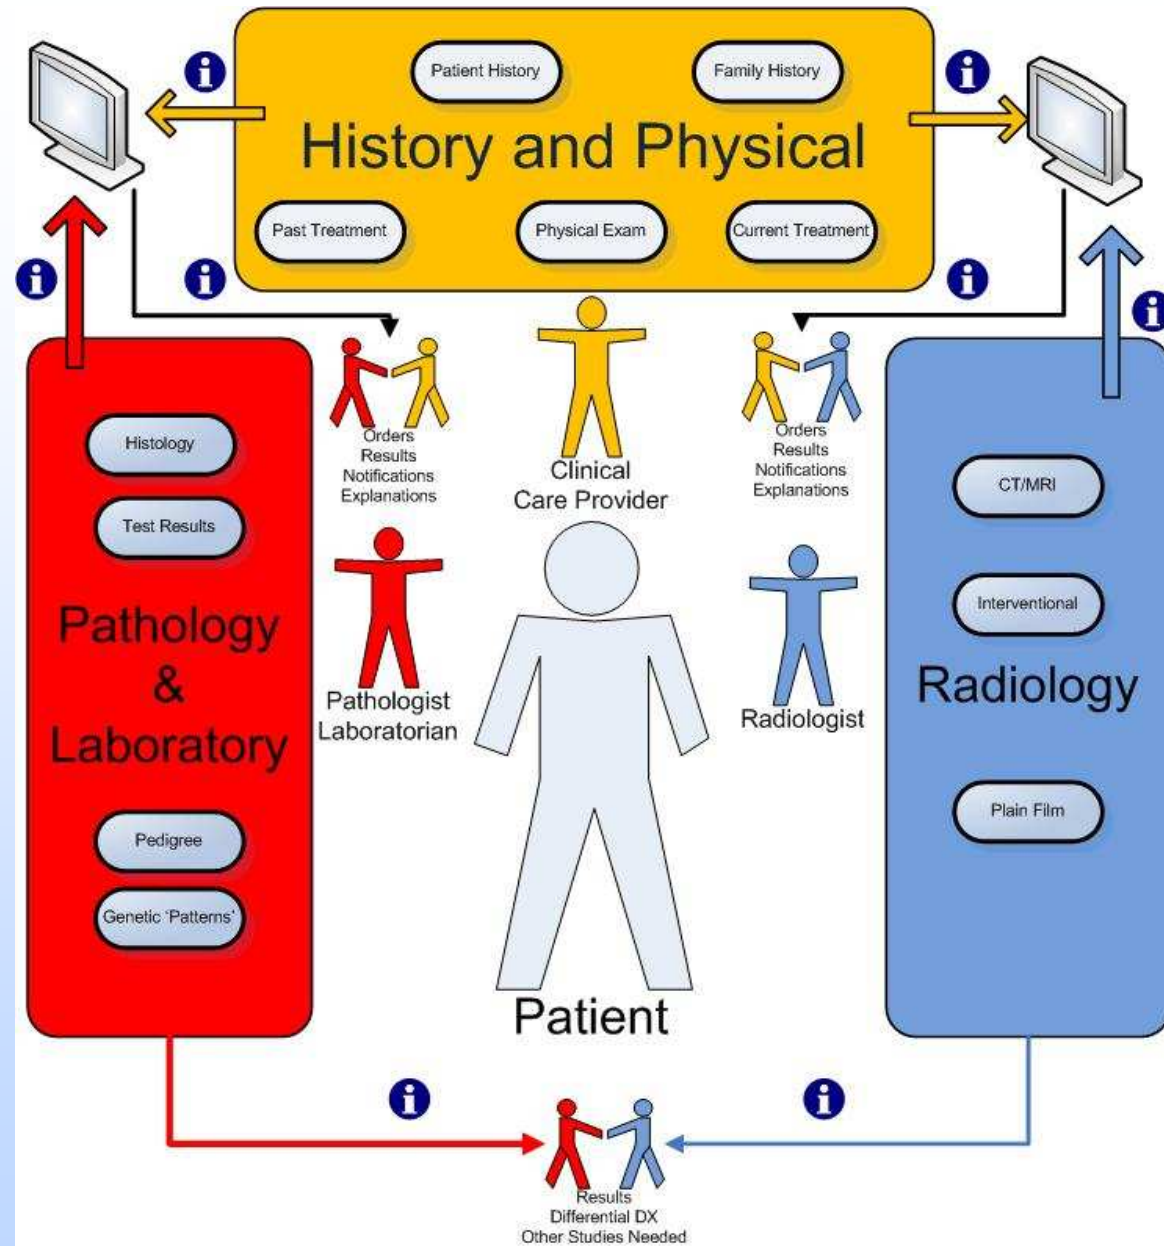 i
i
Patient History
Family History
History and Physical
Past Treatment
Physical Exam
Current Treatment
i
i
i
i
Orders
Results
Notifications
Explanations
Clinical
Care Provider
Orders
Results
Notifications
Explanations
Histology
Test Results
Pathology
&
Laboratory
Pedigree
Genetic 'Patterns'
Pathologist
Laboratorian
Radiologist
CT/MRI
Interventional
Radiology
Plain Film
Patient
i
i
Results
Differential DX
Other Studies Needed